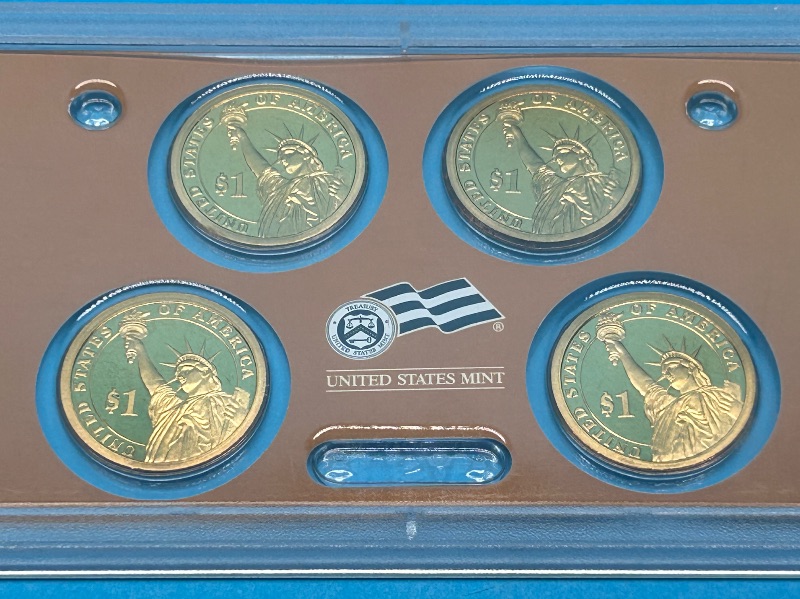 UNITED STATES OF AMERICA
$1
UNITED STATES OF AMERICA
$1
UNITED STATES OF AMERICA
$1
TREASURY
UNITED STATES MINT
®
UNITED STATES MINT
UNITED STATES OF AMERICA
$1